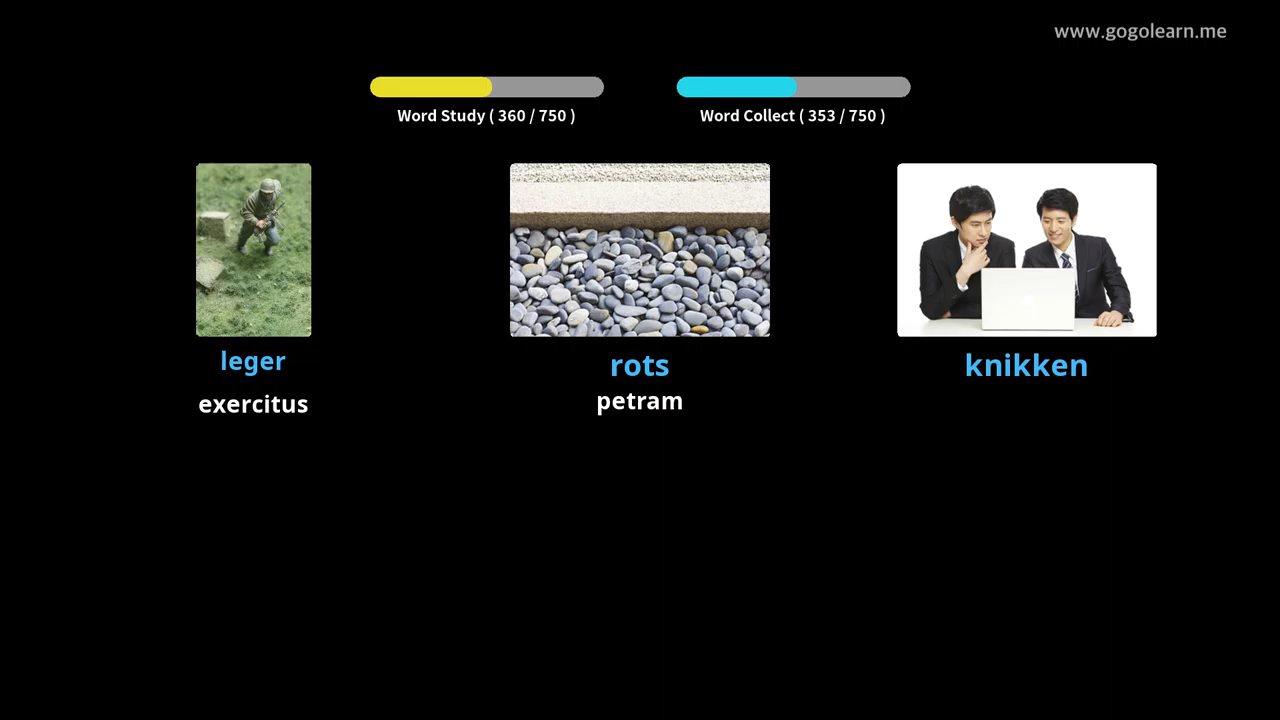 www.gogolearn.me
Word Study ( 360 / 750 )
Word Collect ( 353 / 750 )
leger
exercitus
rots
petram
knikken